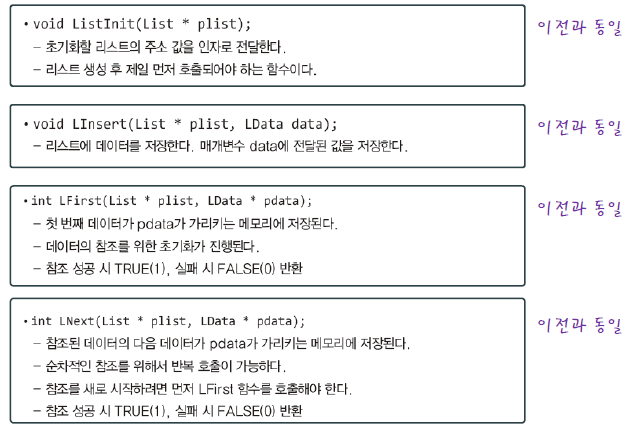 • void ListInit(List * plist);
– 초기화할 리스트의 주소 값을 인자로 전달한다.
– 리스트 생성 후 제일 먼저 호출되어야 하는 함수이다.
이전과 동일
• void LInsert(List * plist, LData data);
– 리스트에 데이터를 저장한다. 매개변수 data에 전달된 값을 저장한다.
이전과 동일
• int LFirst(List * plist, LData * pdata);
– 첫 번째 데이터가 pdata가 가리키는 메모리에 저장된다.
– 데이터의 참조를 위한 초기화가 진행된다.
– 참조 성공 시 TRUE(1), 실패 시 FALSE(0) 반환
이전과 동일
• int LNext(List * plist, LData * pdata);
– 참조된 데이터의 다음 데이터가 pdata가 가리키는 메모리에 저장된다.
– 순차적인 참조를 위해서 반복 호출이 가능하다.
– 참조를 새로 시작하려면 먼저 LFirst 함수를 호출해야 한다.
– 참조 성공 시 TRUE(1), 실패 시 FALSE(0) 반환
이전과 동일